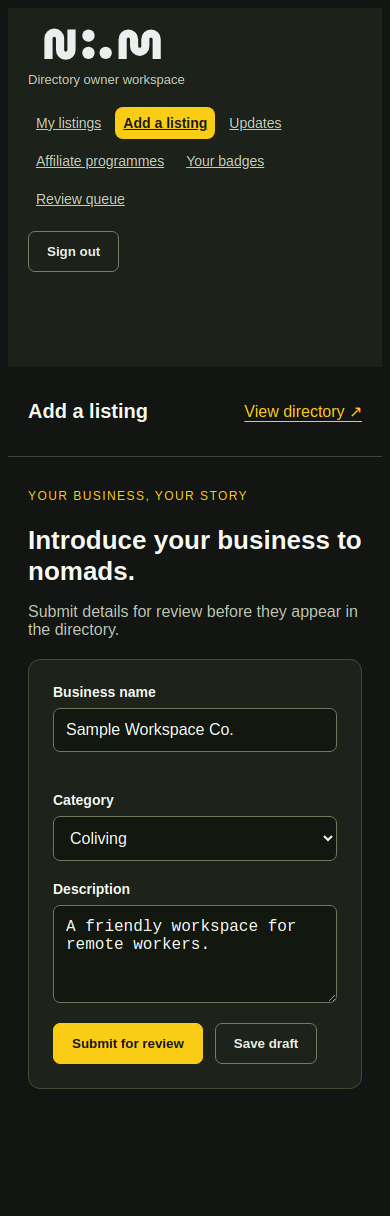 N:.M
Directory owner workspace
My listings Add a listing Updates
Affiliate programmes Your badges
Review queue
Sign out
Add a listing View directory ↗
YOUR BUSINESS, YOUR STORY
Introduce your business to
nomads.
Submit details for review before they appear in
the directory.
Business name
Sample Workspace Co.
Category
Coliving
Description
A friendly workspace for
remote workers.
Submit for review Save draft